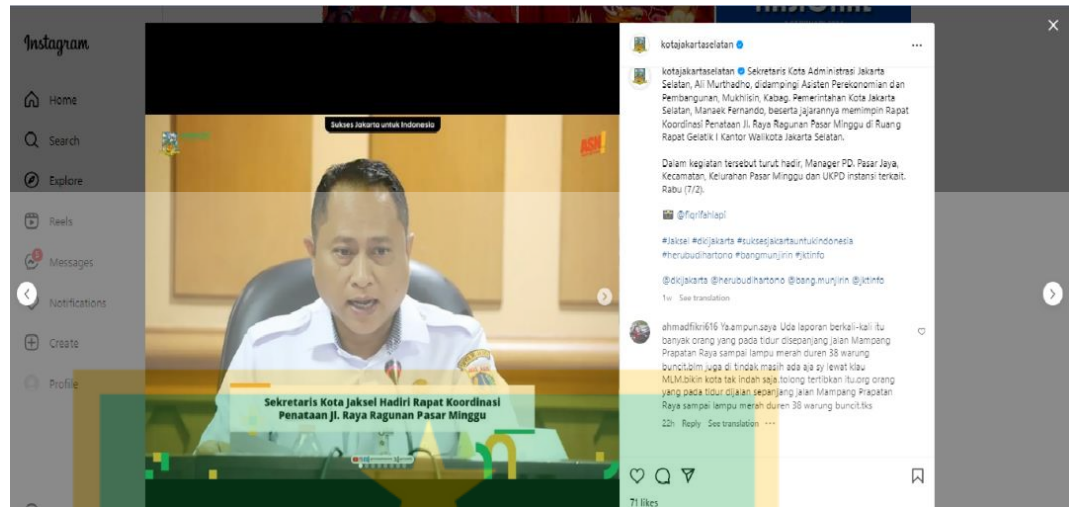 Instagram
Home
Search
Explore
Reels
Messages
Notifications
Create
Profile
Sukses Jakarta untuk Indonesia
ASN
Sekretaris Kota Jaksel Hadiri Rapat Koordinasi
Penataan Jl. Raya Ragunan Pasar Minggu
kotajakartaselatan
kotajakartaselatan Sekretaris Kota Administrasi Jakarta
Selatan, Ali Murthadho, didampingi Asisten Perekonomian dan
Pembangunan, Mukhlisin, Kabag. Pemerintahan Kota Jakarta
Selatan, Manaek Fernando, beserta jajarannya memimpin Rapat
Koordinasi Penataan Jl. Raya Ragunan Pasar Minggu di Ruang
Rapat Gelatik I Kantor Walikota Jakarta Selatan.
Dalam kegiatan tersebut turut hadir, Manager PD. Pasar Jaya,
Kecamatan, Kelurahan Pasar Minggu dan UKPD instansi terkait.
Rabu (7/2).
@fiqrifahlapi
#Jaksel #dkijakarta #suksesjakartauntukindonesia
#herubudihartono #bangmunjirin #jktinfo
@dkijakarta @herubudihartono @bang.munjirin @jktinfo
1w See translation
ahmadfikri616 Ya.ampun.saya Uda laporan berkali-kali itu
banyak orang yang pada tidur disepanjang jalan Mampang
Prapatan Raya sampai lampu merah duren 38 warung
buncit.blm juga di tindak masih ada aja sy lewat klau
MLM.bikin kota tak indah saja.tolong tertibkan itu.org orang
yang pada tidur dijalan sepanjang jalan Mampang Prapatan
Raya sampai lampu merah duren 38 warung buncit.tks
22h Reply See translation
71 likes